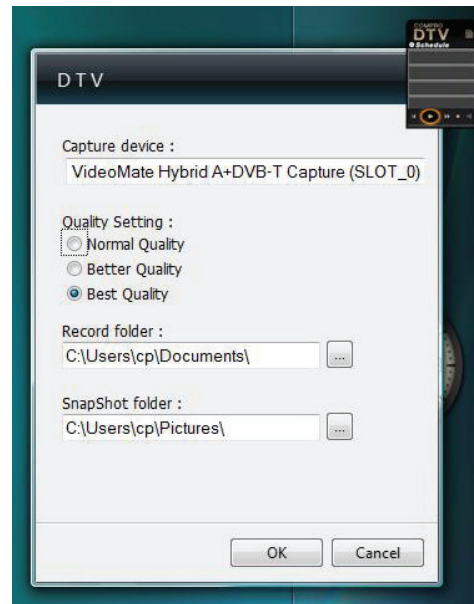 COMPRO
DTV
Schedule
DTV
Capture device :
VideoMate Hybrid A+DVB-T Capture (SLOT_0)
Quality Setting :
Normal Quality
Better Quality
Best Quality
Record folder :
C:\Users\cp\Documents\
...
SnapShot folder :
C:\Users\cp\Pictures\
...
OK
Cancel